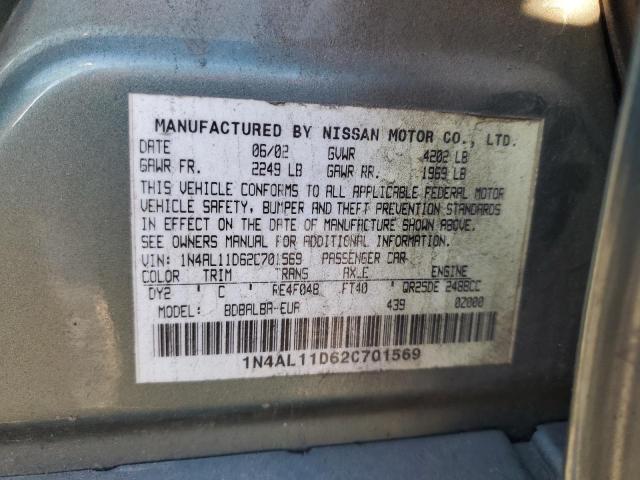 MANUFACTURED BY NISSAN MOTOR CO., LTD.
DATE 06/02 GVWR 4202 LB
GAWR FR. 2249 LB GAWR RR. 1969 LB
THIS VEHICLE CONFORMS TO ALL APPLICABLE FEDERAL MOTOR
VEHICLE SAFETY, BUMPER AND THEFT PREVENTION STANDARDS
IN EFFECT ON THE DATE OF MANUFACTURE SHOWN ABOVE.
SEE OWNERS MANUAL FOR ADDITIONAL INFORMATION.
VIN: 1N4AL11D62C701569 PASSENGER CAR
COLOR TRIM TRANS AXLE ENGINE
DY2 C RE4F04B FT40 QR25DE 2488CC
MODEL: BDBALBA-EUA 439 02000
1N4AL11D62C701569